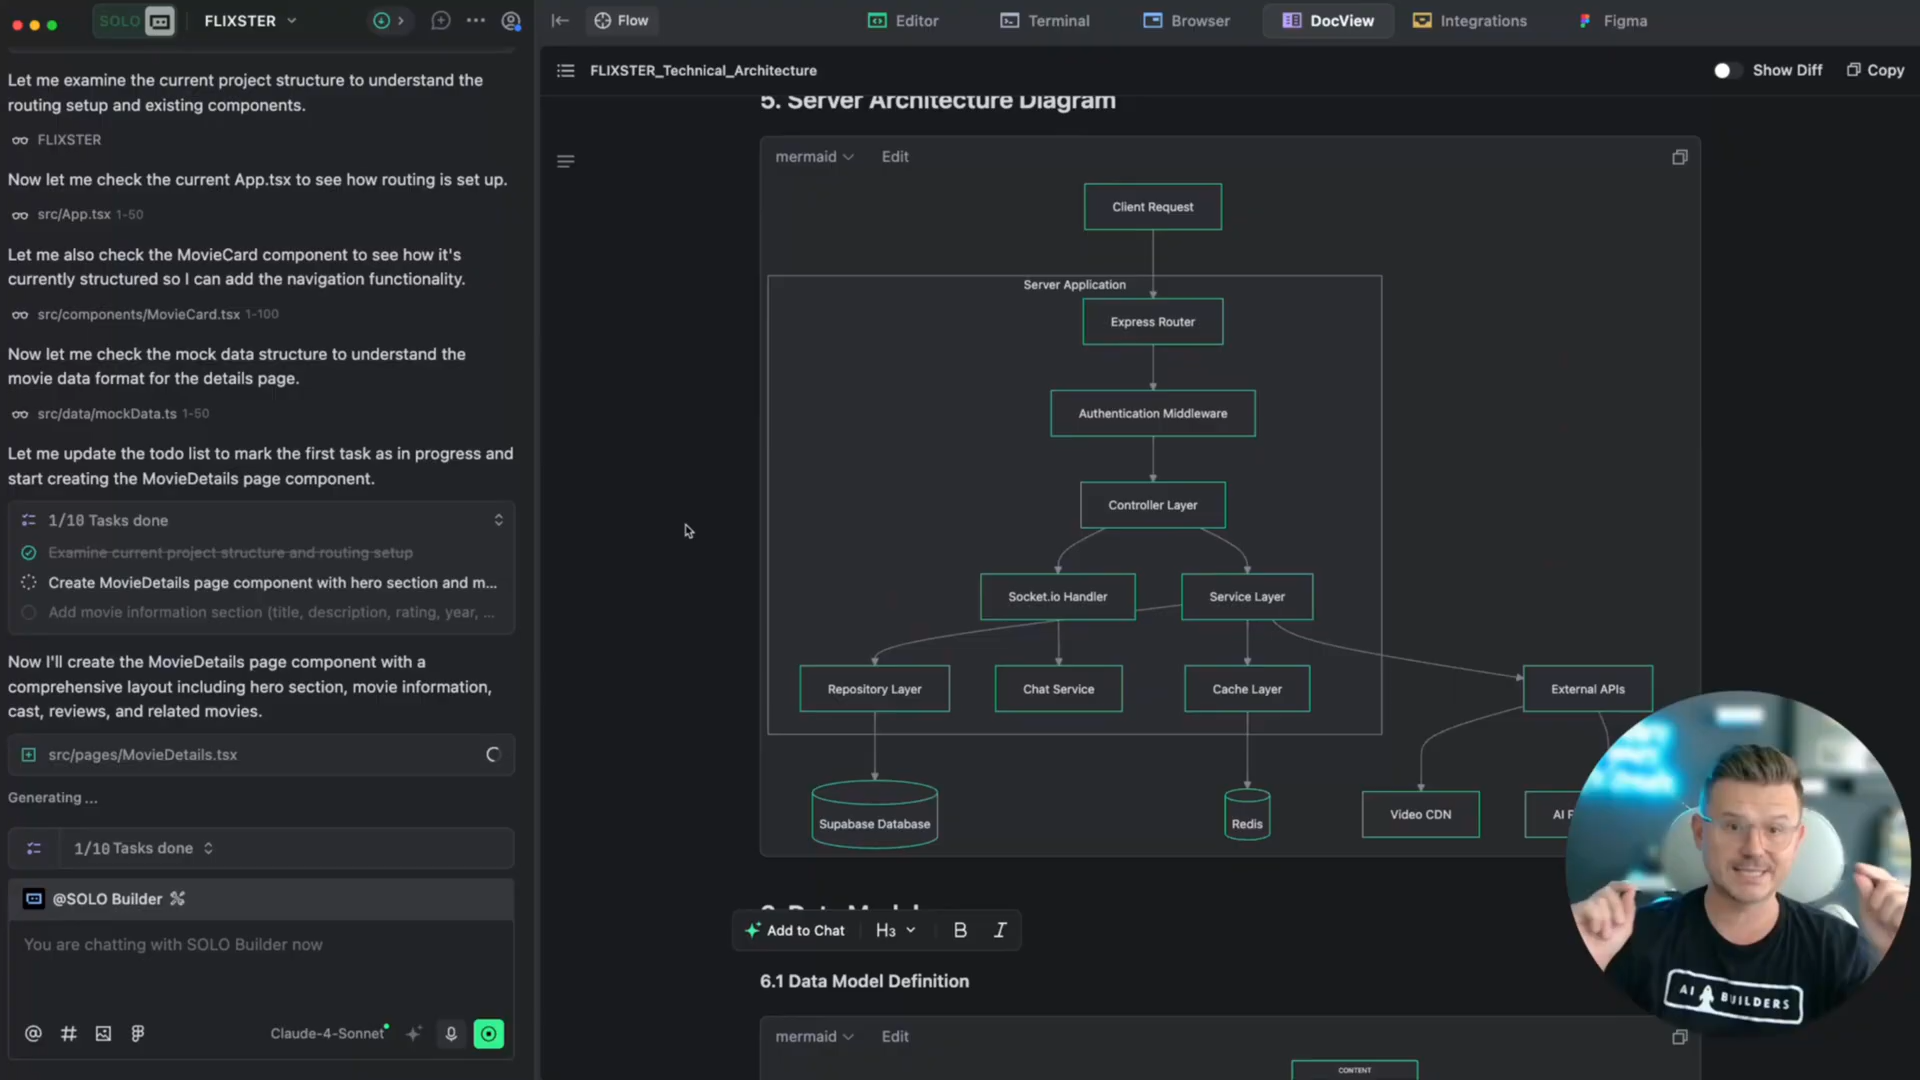 SOLO
FLIXSTER
Flow
Editor
Terminal
Browser
DocView
Integrations
Figma
Let me examine the current project structure to understand the
routing setup and existing components.
FLIXSTER
Now let me check the current App.tsx to see how routing is set up.
src/App.tsx 1-50
Let me also check the MovieCard component to see how it's
currently structured so I can add the navigation functionality.
src/components/MovieCard.tsx 1-100
Now let me check the mock data structure to understand the
movie data format for the details page.
src/data/mockData.ts 1-50
Let me update the todo list to mark the first task as in progress and
start creating the MovieDetails page component.
1/10 Tasks done
Examine current project structure and routing setup
Create MovieDetails page component with hero section and m...
Add movie information section (title, description, rating, year, ...
Now I'll create the MovieDetails page component with a
comprehensive layout including hero section, movie information,
cast, reviews, and related movies.
src/pages/MovieDetails.tsx
Generating ...
1/10 Tasks done
@SOLO Builder
You are chatting with SOLO Builder now
Claude-4-Sonnet
FLIXSTER_Technical_Architecture
Show Diff
Copy
5. Server Architecture Diagram
mermaid
Edit
Client Request
Server Application
Express Router
Authentication Middleware
Controller Layer
Socket.io Handler
Service Layer
Repository Layer
Chat Service
Cache Layer
External APIs
Supabase Database
Redis
Video CDN
AI
Add to Chat
H3
B
I
6.1 Data Model Definition
mermaid
Edit
CONTENT
AI BUILDERS